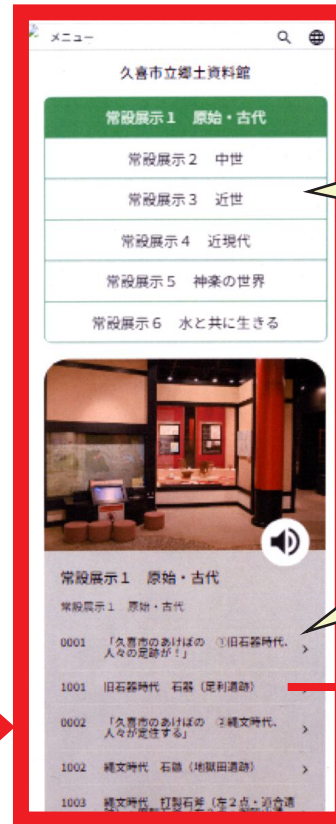 メニュー
久喜市立郷土資料館
常設展示１　原始・古代
常設展示２　中世
常設展示３　近世
常設展示４　近現代
常設展示５　神楽の世界
常設展示６　水と共に生きる
常設展示１　原始・古代
常設展示１　原始・古代
0001　「久喜市のあけぼの　①旧石器時代、
人々の足跡が！」
1001　旧石器時代　石器（足利遺跡）
0002　「久喜市のあけぼの　②縄文時代、
人々が定住する」
1002　縄文時代　石鏃（地獄田遺跡）
1003　縄文時代　打製石斧（左２点・道合遺